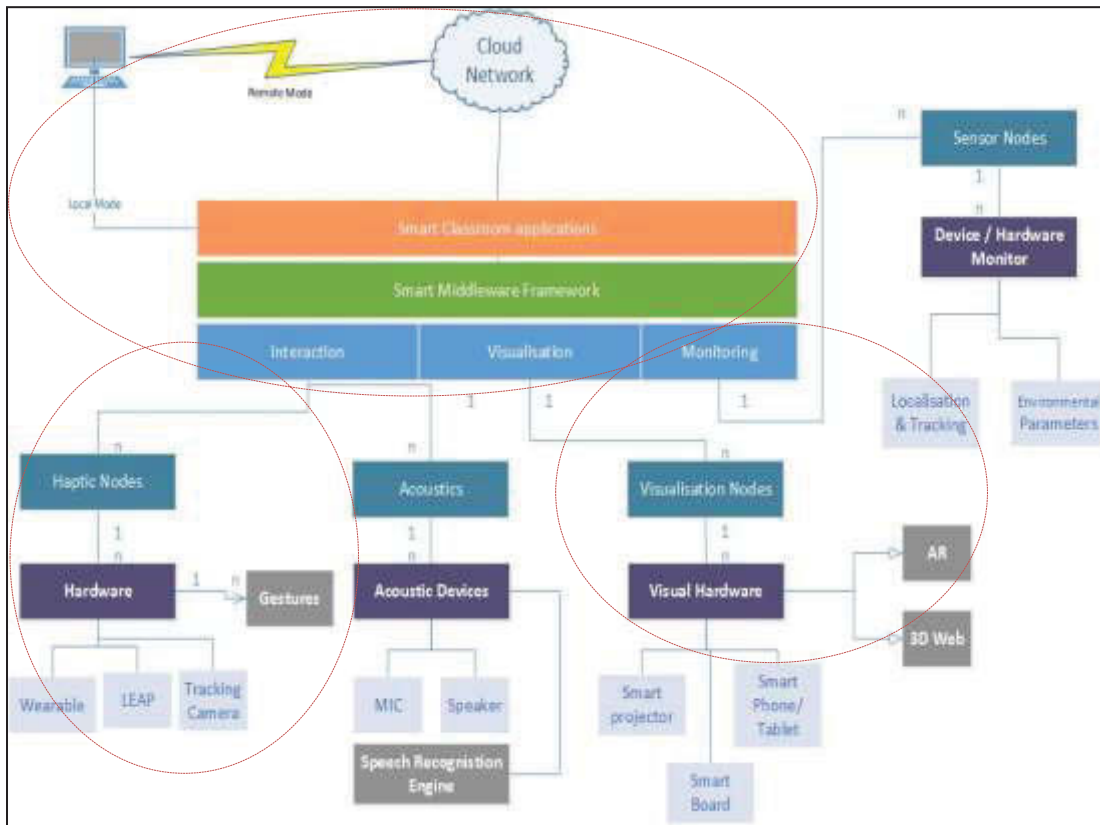 Cloud
Network
Remote Mode
n
Sensor Nodes
1
n
Local Mode
Smart Classroom applications
Device / Hardware
Monitor
Smart Middleware Framework
Interaction
Visualisation
Monitoring
1
1
1
Localisation
& Tracking
Environmental
Parameters
n
n
n
Haptic Nodes
Acoustics
Visualisation Nodes
1
1
1
n
n
n
AR
Hardware
1
n
Gestures
Acoustic Devices
Visual Hardware
3D Web
Wearable
LEAP
Tracking
Camera
MIC
Speaker
Smart
projector
Smart
Phone/
Tablet
Speech Recognistion
Engine
Smart
Board